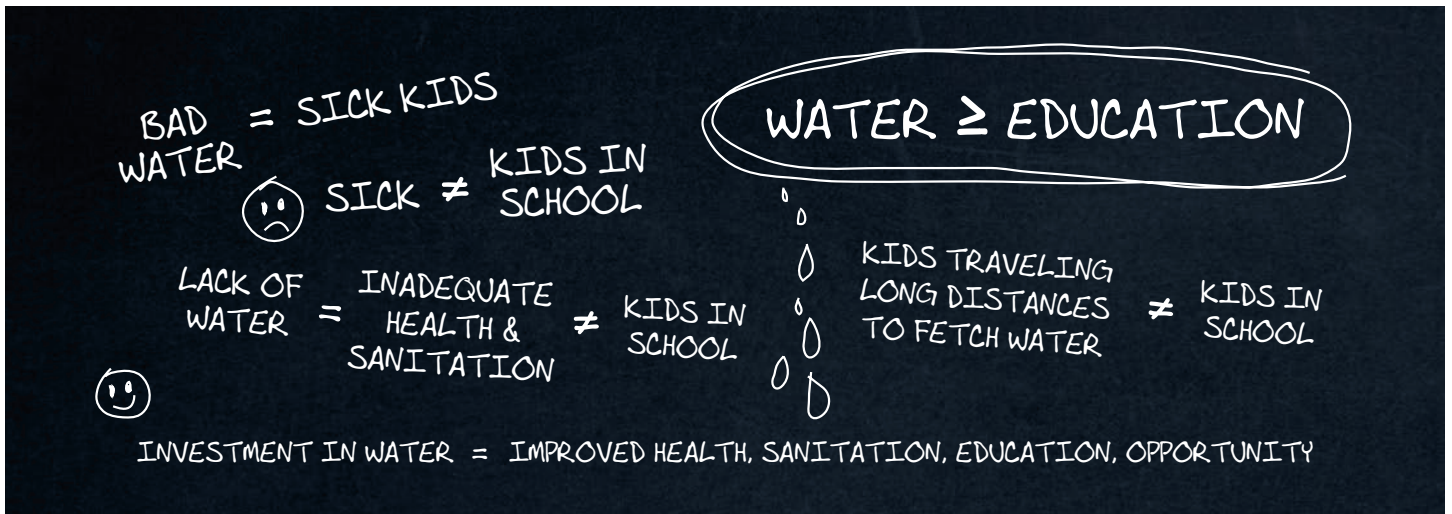 BAD = SICK KIDS
WATER
SICK ≠ KIDS IN
SCHOOL
WATER ≥ EDUCATION
LACK OF
WATER = INADEQUATE
HEALTH &
SANITATION ≠ KIDS IN
SCHOOL
KIDS TRAVELING
LONG DISTANCES
TO FETCH WATER ≠ KIDS IN
SCHOOL
INVESTMENT IN WATER = IMPROVED HEALTH, SANITATION, EDUCATION, OPPORTUNITY